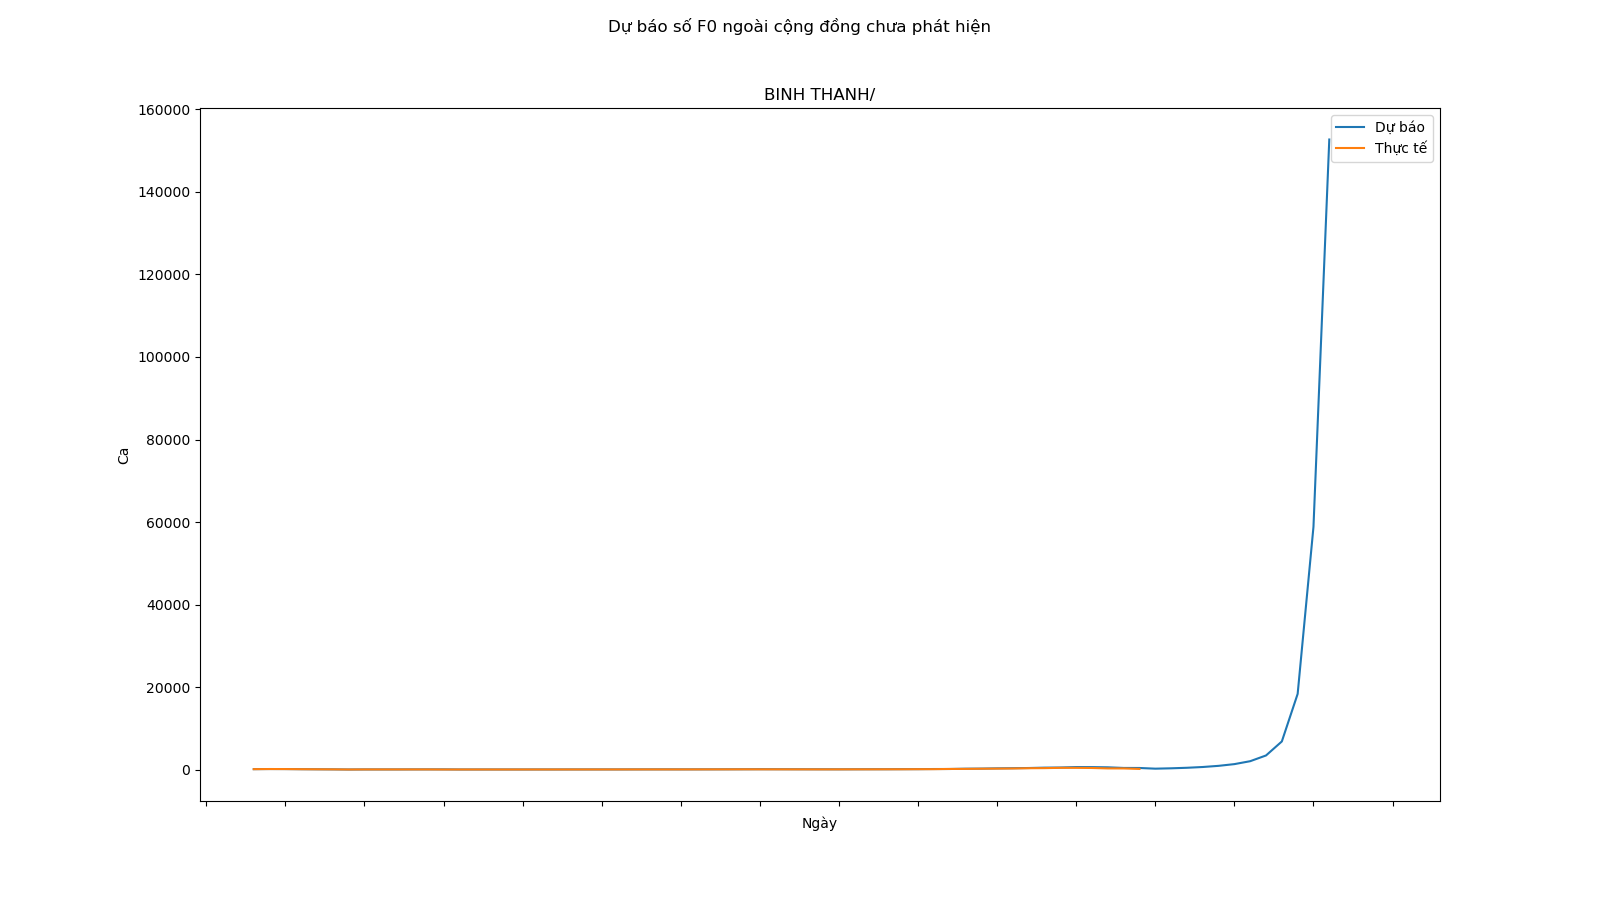 Dự báo số F0 ngoài cộng đồng chưa phát hiện
BINH THANH/
160000
140000
120000
100000
80000
60000
40000
20000
0
Ca
Dự báo
Thực tế
Ngày